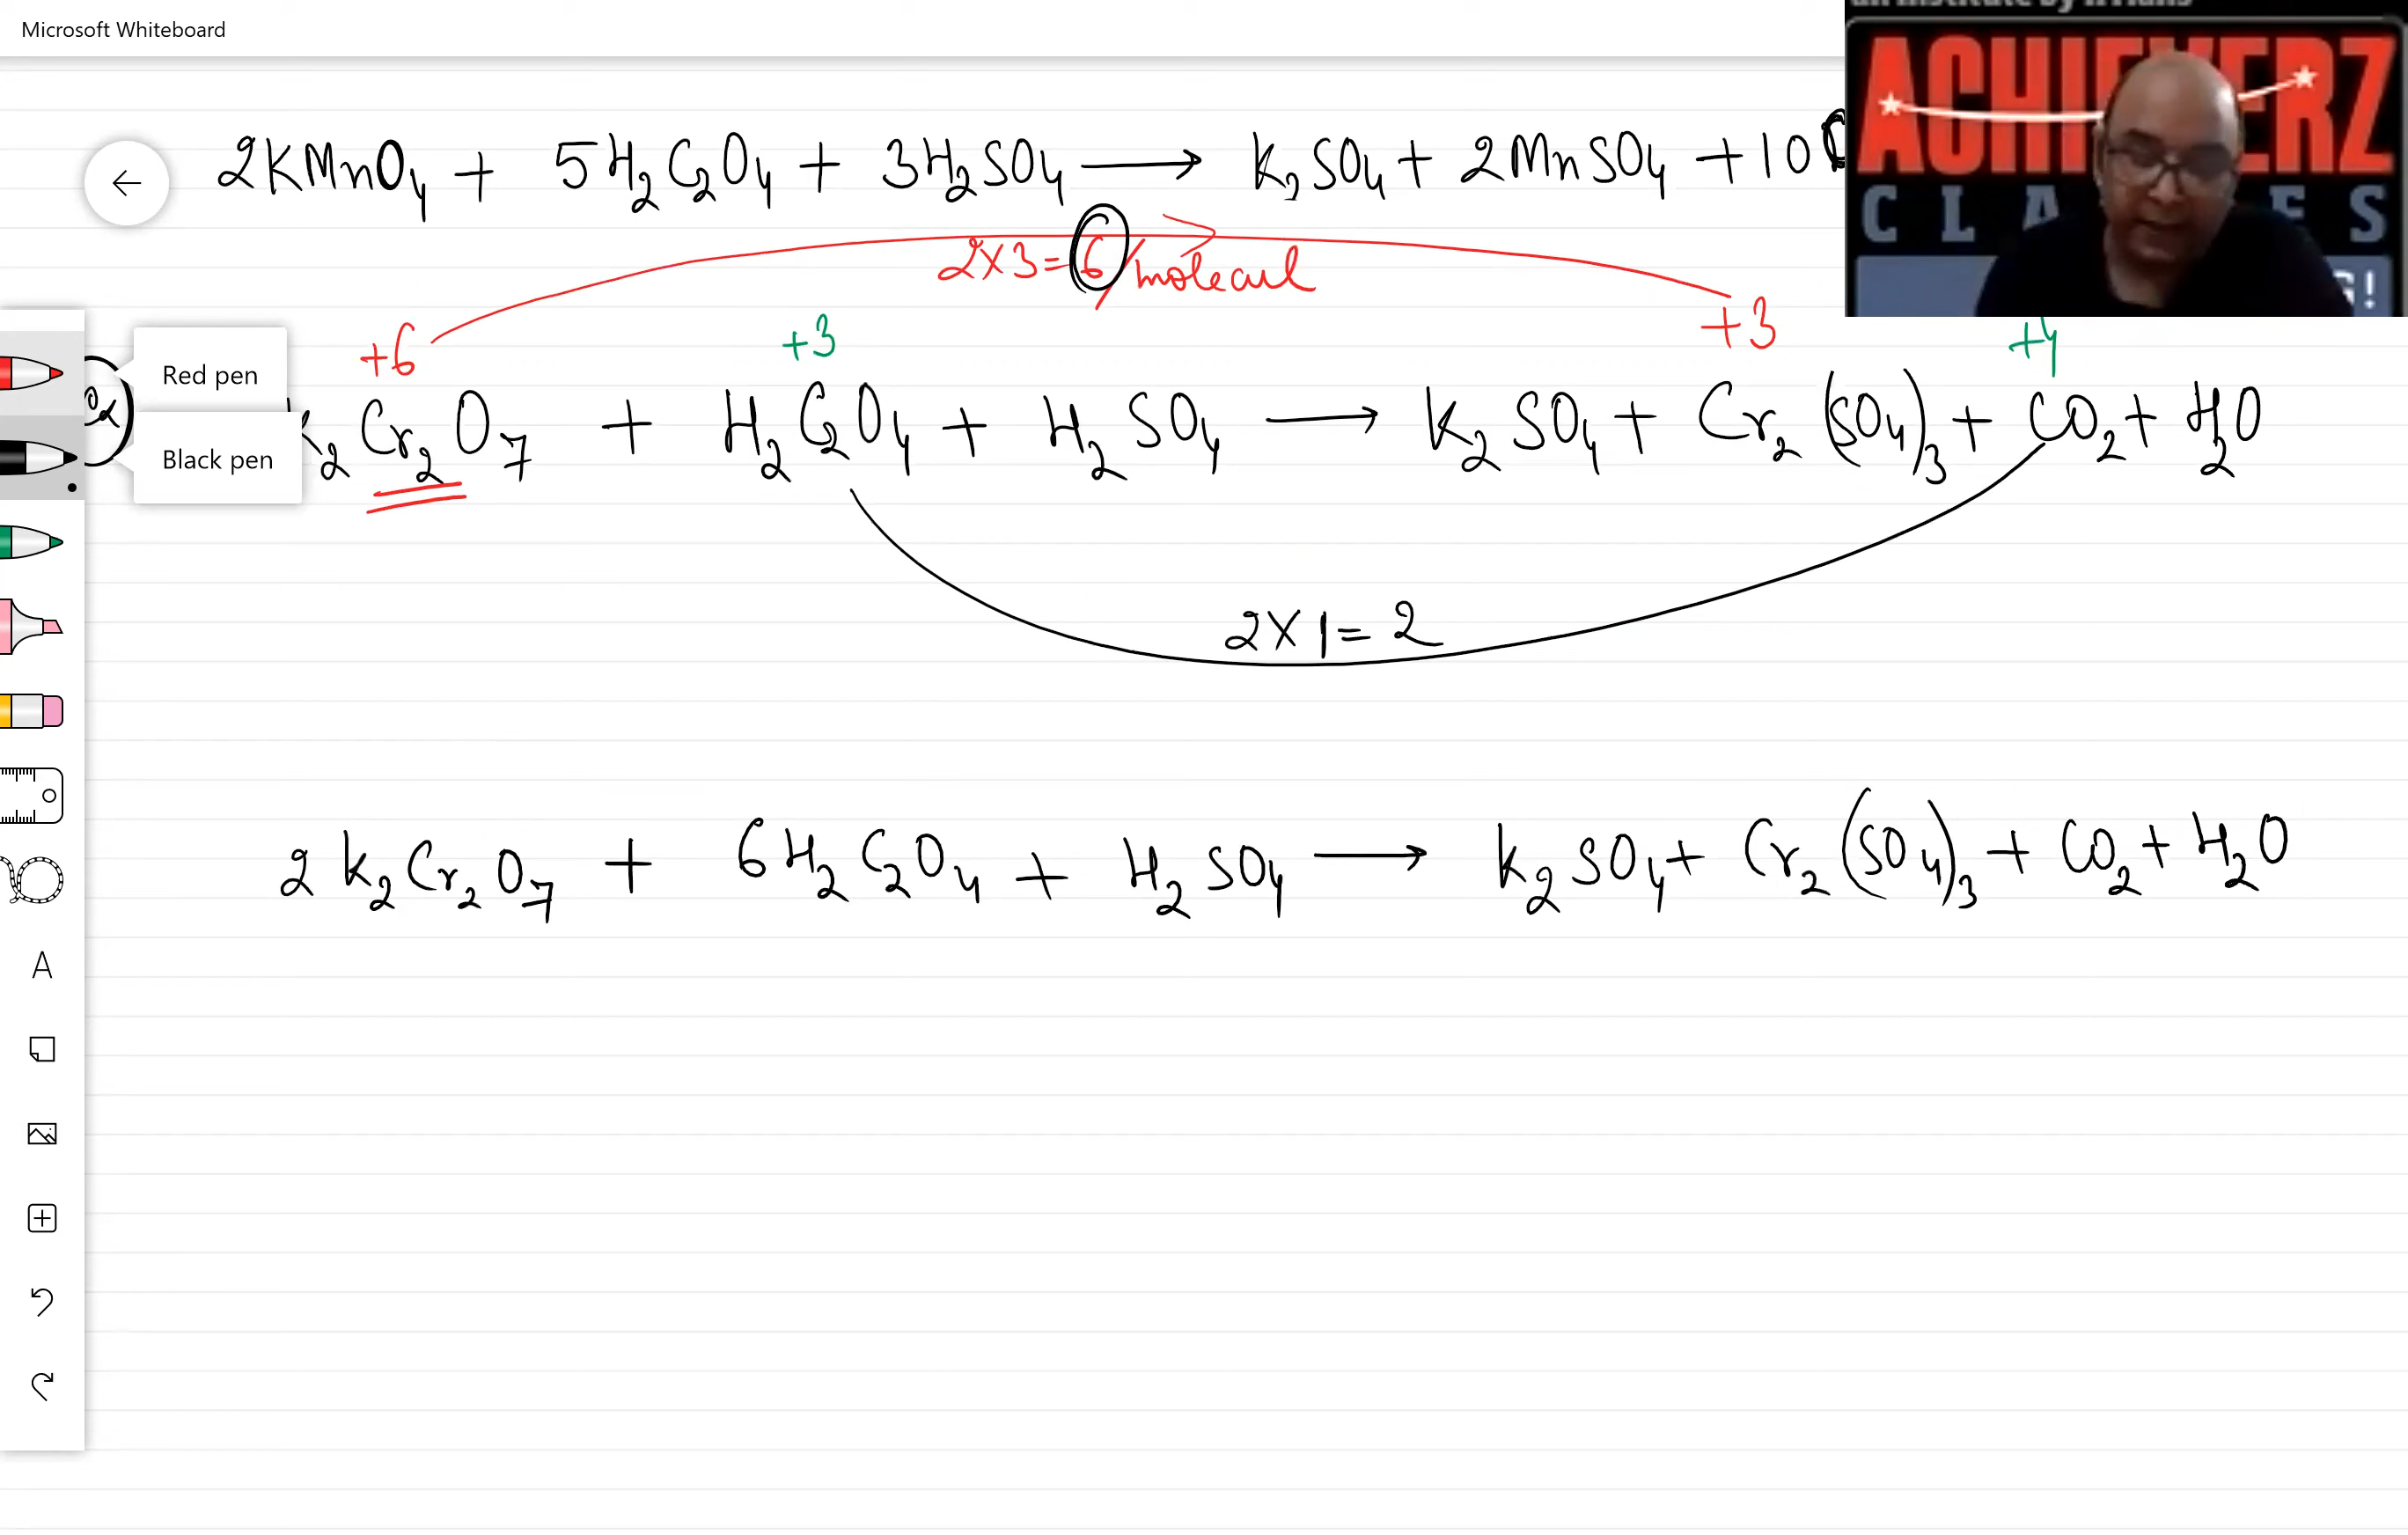 Microsoft Whiteboard
ACHIEVERZ
2KMnO₄ + 5H₂C₂O₄ + 3H₂SO₄ → K₂SO₄ + 2MnSO₄ + 10
2×3=6/molecul
+6 +3 +3 +4
Red pen
K₂Cr₂O₇ + H₂C₂O₄ + H₂SO₄ → K₂SO₄ + Cr₂(SO₄)₃ + CO₂ + H₂O
Black pen
2×1=2
2K₂Cr₂O₇ + 6H₂C₂O₄ + H₂SO₄ → K₂SO₄ + Cr₂(SO₄)₃ + CO₂ + H₂O